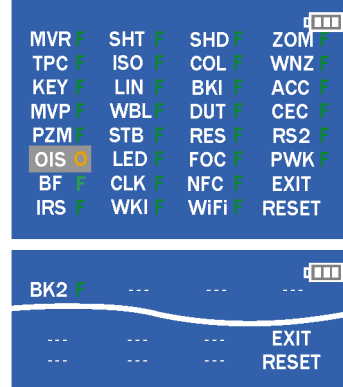 MVR F SHT F SHD F ZOM F
TPC F ISO F COL F WNZ F
KEY F LIN F BKI F ACC F
MVP F WBL F DUT F CEC F
PZM F STB F RES F RS2 F
OIS O LED F FOC F PWK F
BF F CLK F NFC F EXIT
IRS F WKI F WiFi F RESET
BK2 F --- --- ---
--- --- --- EXIT
--- --- --- RESET